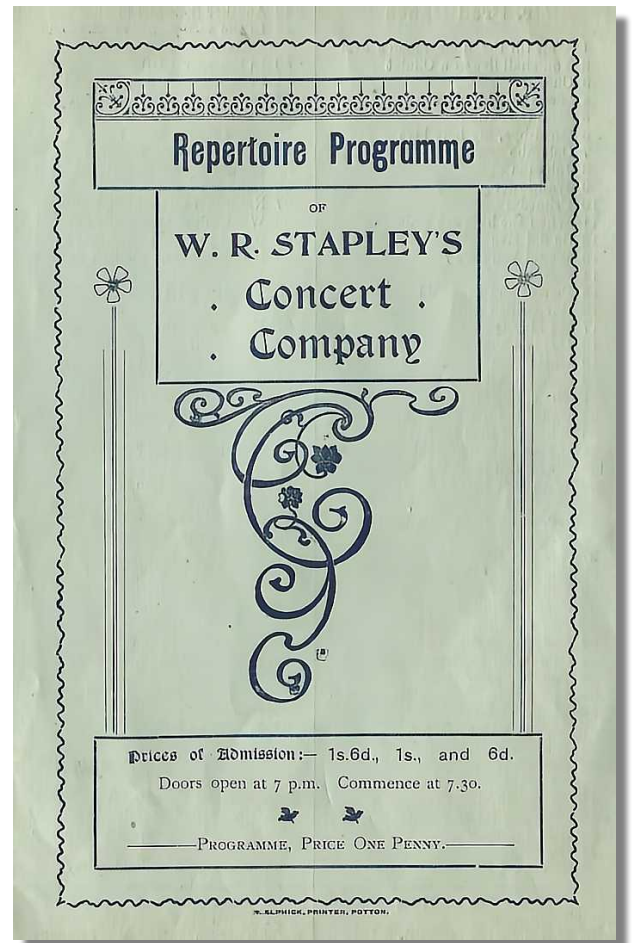 Repertoire Programme
OF
W. R. STAPLEY'S
. Concert .
. Company
Prices of Admission:— 1s.6d., 1s., and 6d.
Doors open at 7 p.m. Commence at 7.30.
PROGRAMME, PRICE ONE PENNY.
ELPHICK, PRINTER, POTTON.